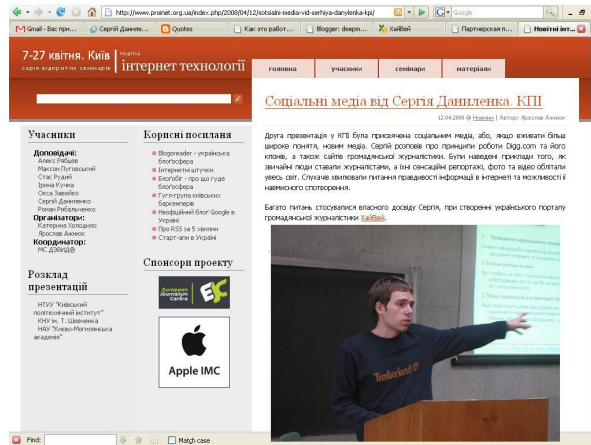 http://www.proinet.org.ua/index.php/2008/04/12/sotsialni-media-vid-serhiya-danylenka-kpi/
Google
Gmail - Вас при...
Сергій Даниле...
Quotes
Как это работ...
Blogger: deepm...
ХайВей
Партнерская п...
Новітні інт...
7-27 квітня. Київ
серія відкритих семінарів
Новітні
інтернет технології
головна
учасники
семінари
матеріали
Учасники
Доповідачі:
Алекс Рябцев
Максон Пуговський
Стас Рудий
Ірина Кучма
Окса Завойко
Сергій Даниленко
Роман Рибальченко
Організатори:
Катерина Холодило
Ярослав Ажнюк
Координатор:
МС ДЭВИД®
Розклад
презентацій
НТУУ "Київський
політехнічний інститут"
КНУ ім. Т. Шевченка
НАУ "Києво-Могилянська
академія"
Корисні посилання
Blogoreader - українська
блогосфера
Інтернетні штучки
Блогобіг - про що гуде
блогосфера
Гугл-група київських
баркемперів
Неофіційний блог Google в
Україні
Про RSS за 5 хвилин
Старт-апи в Україні
Спонсори проекту
European
Journalism
Centre
Apple IMC
Соціальні медіа від Сергія Даниленка. КПІ
12.04.2008 @ Новини | Автор: Ярослав Ажнюк
Друга презентація у КПІ була присвячена соціальним медіа, або, якщо вживати більш
широке поняття, новим медіа. Сергій розповів про принципи роботи Digg.com та його
клонів, а також сайтів громадянської журналістики. Були наведені приклади того, як
звичайні люди ставали журналістами, а їхні сенсаційні репортажі, фото та відео облітали
увесь світ. Слухачів хвилювали питання правдивості інформації в інтернеті та можливості її
навмисного спотворення.
Багато питань стосувалися власного досвіду Сергія, при створенні українського порталу
громадянської журналістики ХайВей.
Timberland
Find:
Match case